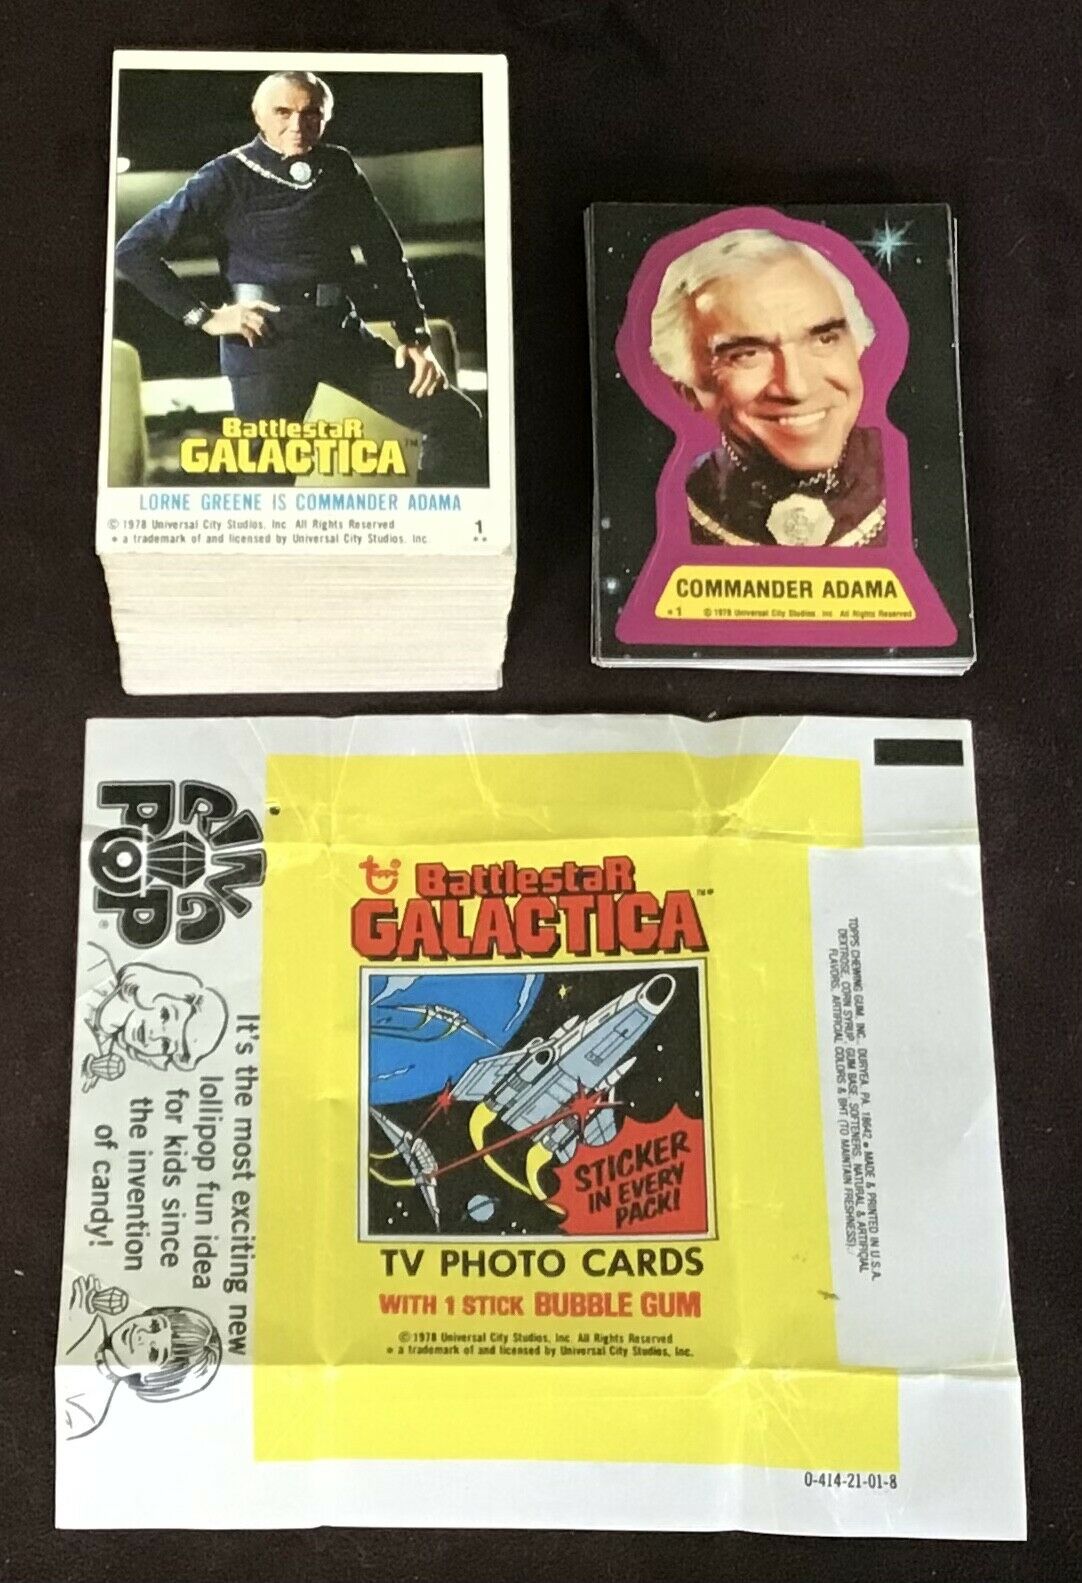 Battlestar
GALACTICA™
LORNE GREENE IS COMMANDER ADAMA
© 1978 Universal City Studios, Inc. All Rights Reserved
* a trademark of and licensed by Universal City Studios, Inc.
1
**
COMMANDER ADAMA
* 1 © 1978 Universal City Studios, Inc. All Rights Reserved
RING
POP®
It's the most exciting new
lollipop fun idea
for kids since
the invention
of candy!
topps®
Battlestar
GALACTICA™*
STICKER
IN EVERY
PACK!
TV PHOTO CARDS
WITH 1 STICK BUBBLE GUM
© 1978 Universal City Studios, Inc. All Rights Reserved
* a trademark of and licensed by Universal City Studios, Inc.
TOPPS CHEWING GUM, INC., DURYEA, PA. 18642 • MADE & PRINTED IN U.S.A.
DEXTROSE, CORN SYRUP, GUM BASE, SOFTENERS, NATURAL & ARTIFICIAL
FLAVORS, ARTIFICIAL COLORS & BHT (TO MAINTAIN FRESHNESS).
0-414-21-01-8